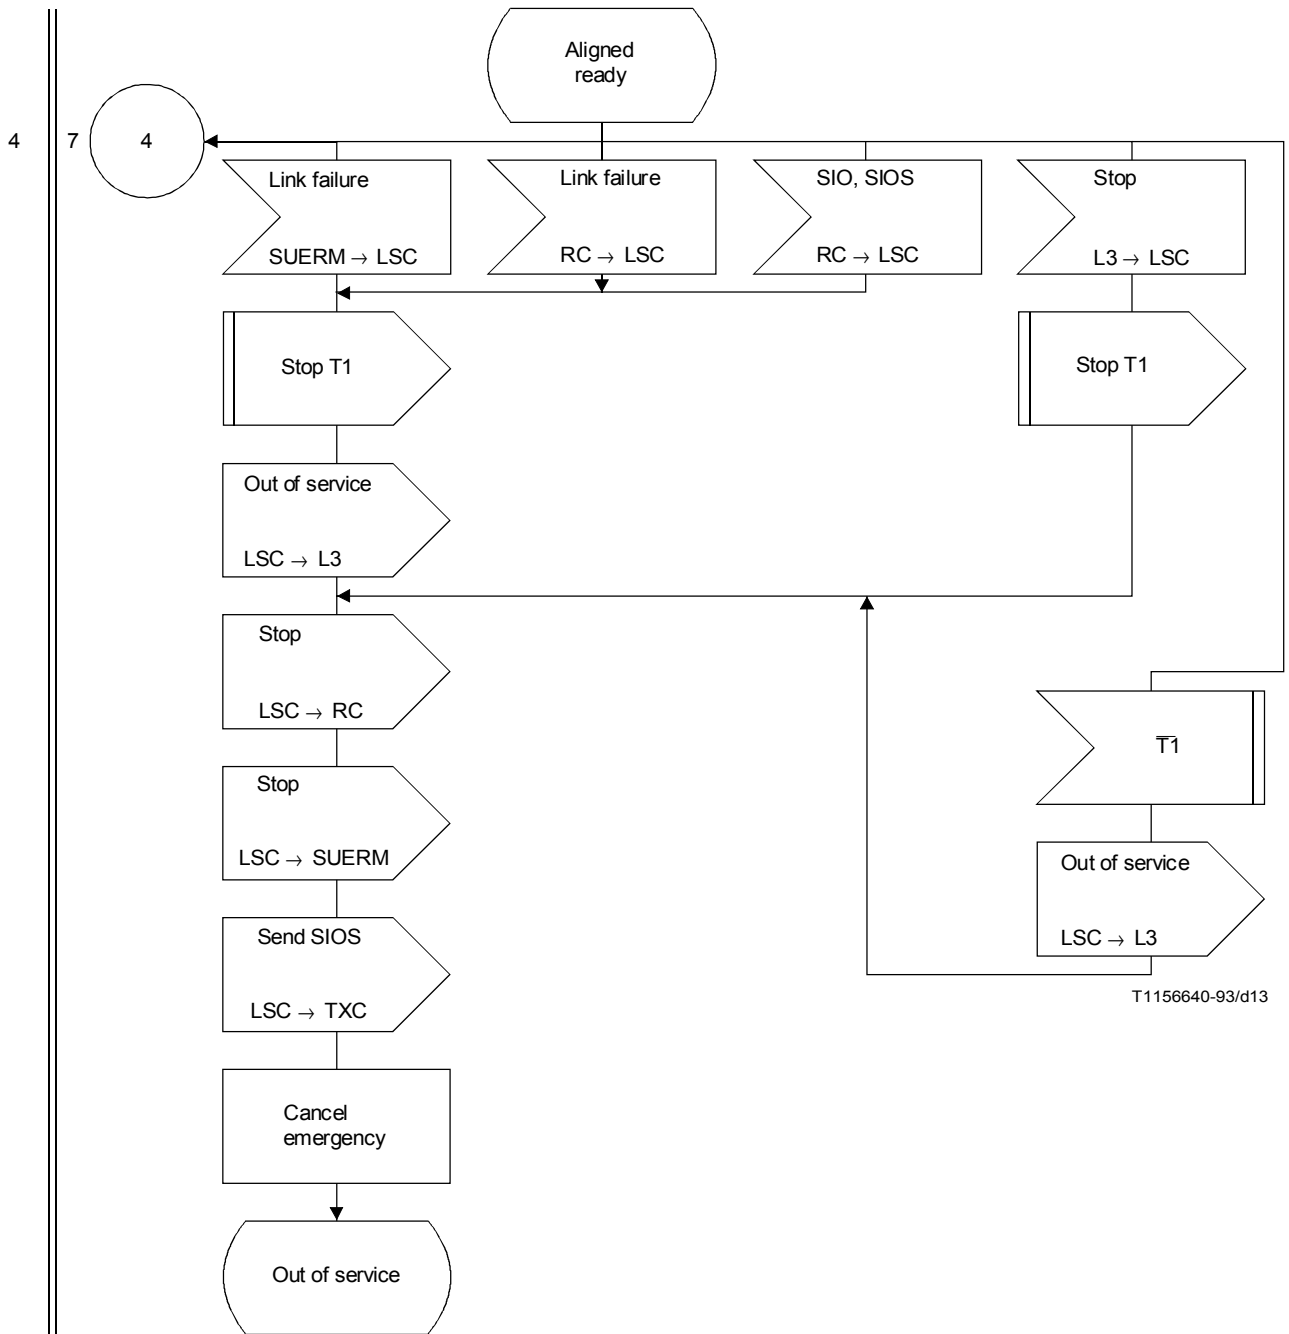 Aligned
ready
4
7
4
Link failure
SUERM → LSC
Link failure
RC → LSC
SIO, SIOS
RC → LSC
Stop
L3 → LSC
Stop T1
Stop T1
Out of service
LSC → L3
Stop
LSC → RC
T̅1
Stop
LSC → SUERM
Out of service
LSC → L3
Send SIOS
LSC → TXC
T1156640-93/d13
Cancel
emergency
Out of service